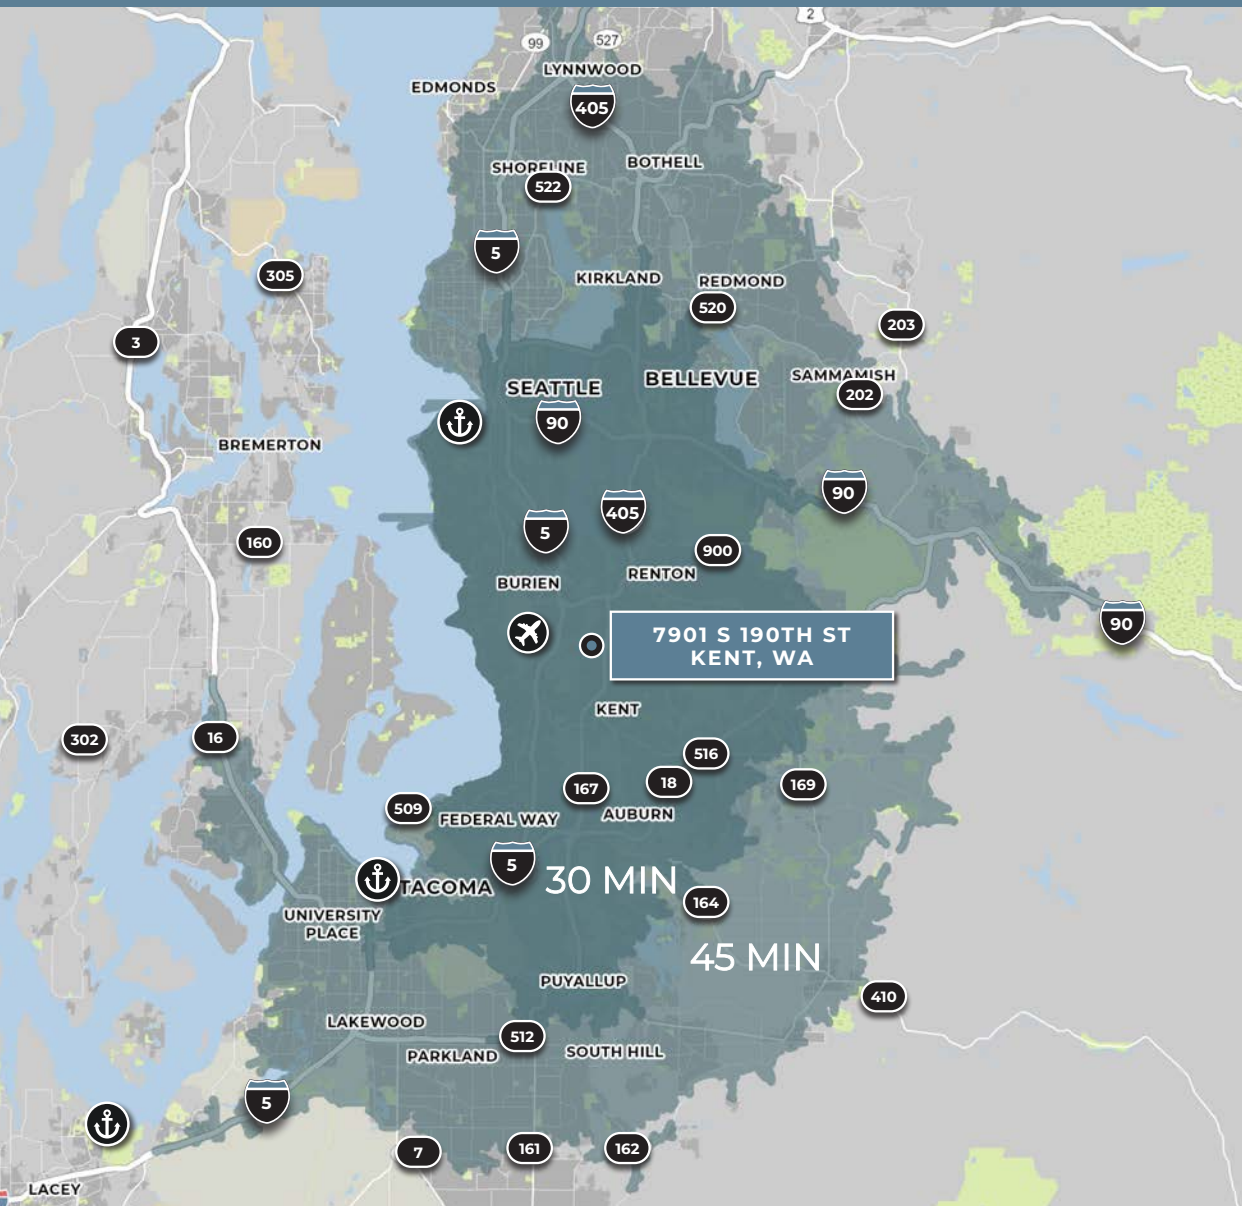 2
99
527
LYNNWOOD
EDMONDS
405
SHORELINE
BOTHELL
522
5
305
KIRKLAND
REDMOND
520
203
3
SEATTLE
BELLEVUE
SAMMAMISH
202
90
BREMERTON
90
405
5
160
900
BURIEN
RENTON
90
7901 S 190TH ST
KENT, WA
KENT
302
16
516
18
167
169
509
FEDERAL WAY
AUBURN
5
30 MIN
TACOMA
164
UNIVERSITY
PLACE
45 MIN
PUYALLUP
410
LAKEWOOD
512
PARKLAND
SOUTH HILL
5
7
161
162
LACEY